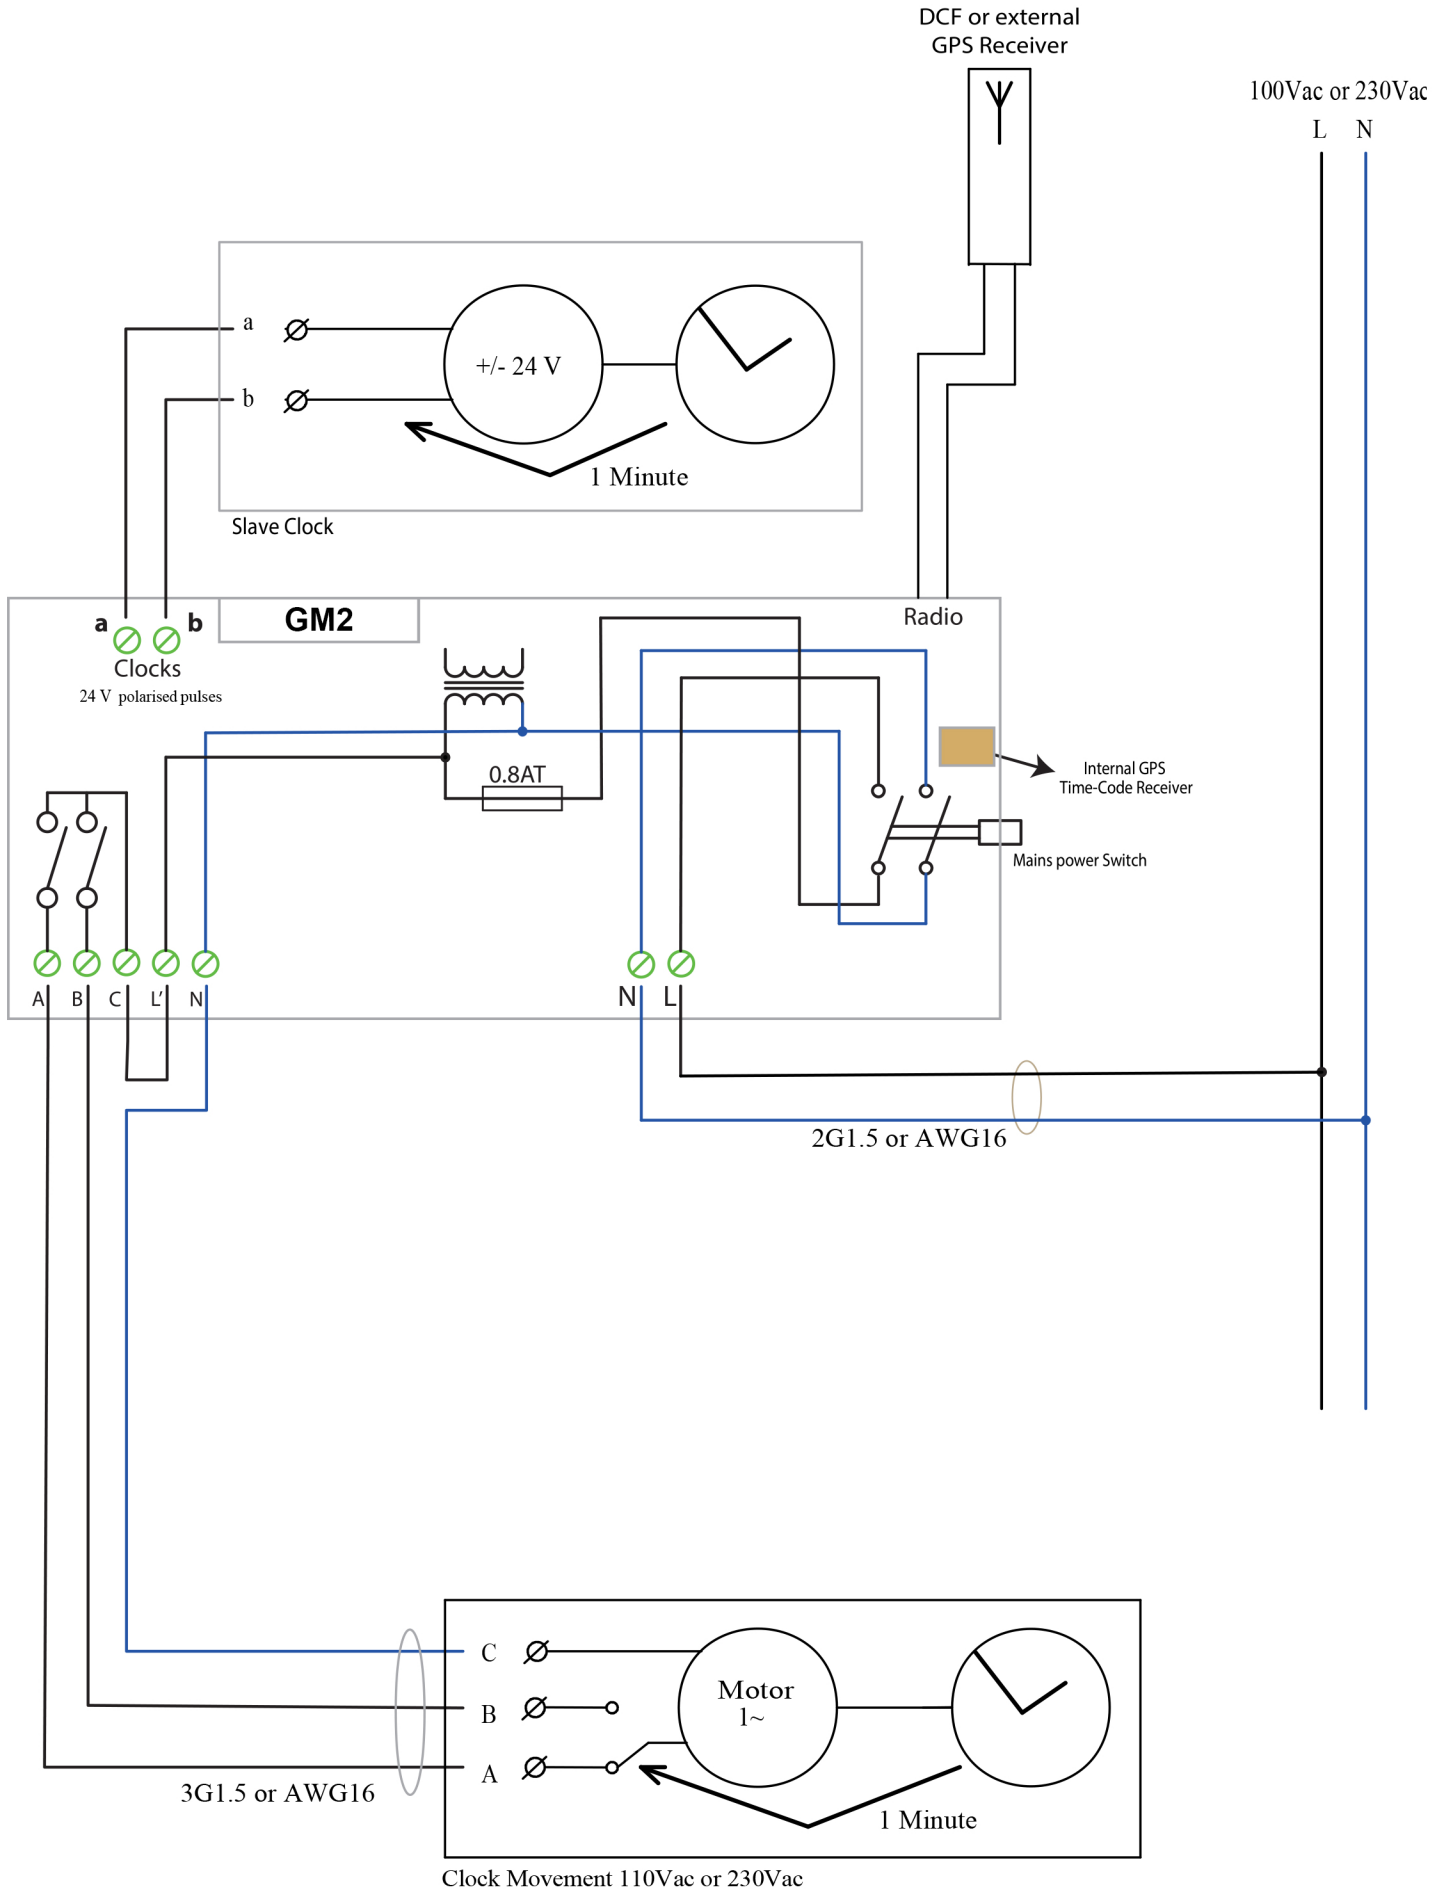 DCF or external
GPS Receiver
100Vac or 230Vac
L N
a
+/- 24 V
b
1 Minute
Slave Clock
GM2
Radio
a b
Clocks
24 V polarised pulses
0.8AT
Internal GPS
Time-Code Receiver
Mains power Switch
A B C L’ N
N L
2G1.5 or AWG16
C
Motor
1~
B
A
3G1.5 or AWG16
1 Minute
Clock Movement 110Vac or 230Vac